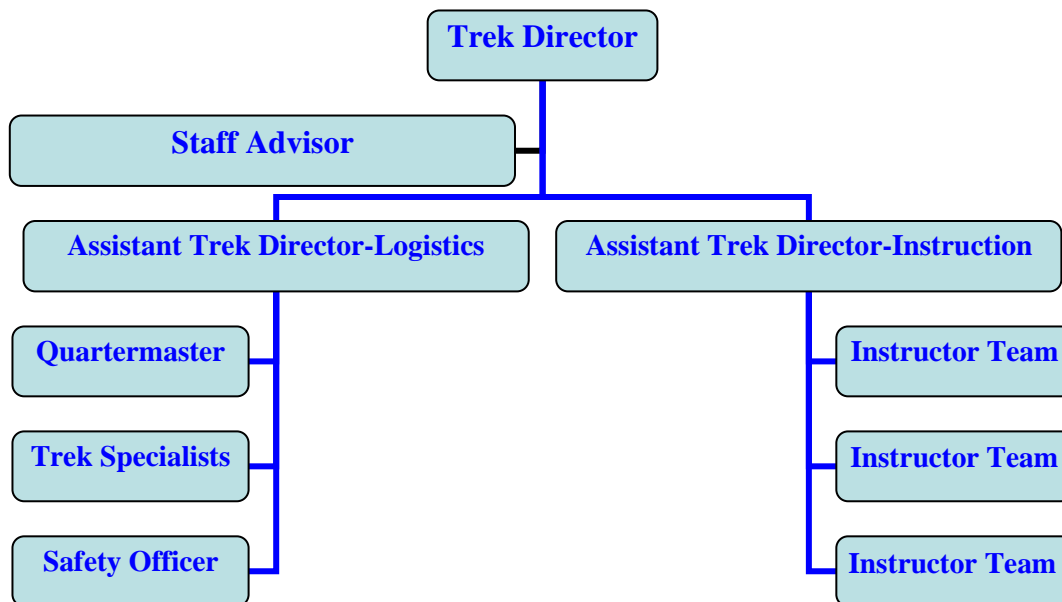 Trek Director
Staff Advisor
Assistant Trek Director-Logistics
Assistant Trek Director-Instruction
Quartermaster
Instructor Team
Trek Specialists
Instructor Team
Safety Officer
Instructor Team